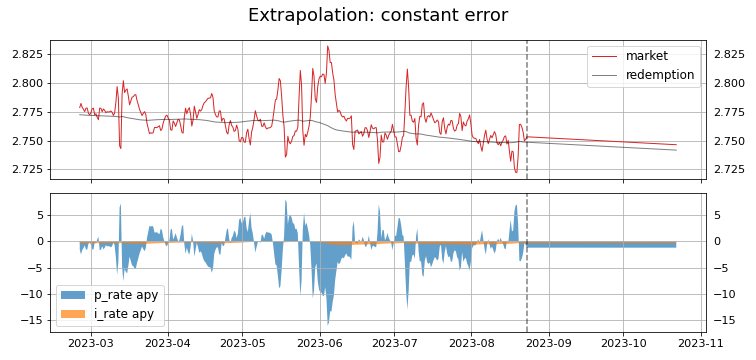 Extrapolation: constant error
2.825 2.825
2.800 2.800
2.775 2.775
2.750 2.750
2.725 2.725
market
redemption
5 5
0 0
−5 −5
−10 −10
−15 −15
p_rate apy
i_rate apy
2023-03 2023-04 2023-05 2023-06 2023-07 2023-08 2023-09 2023-10 2023-11